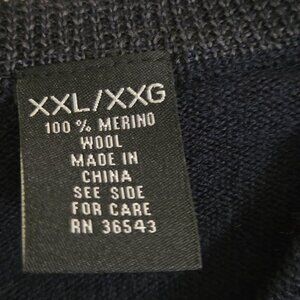 XXL/XXG
100 % MERINO
WOOL
MADE IN
CHINA
SEE SIDE
FOR CARE
RN 36543